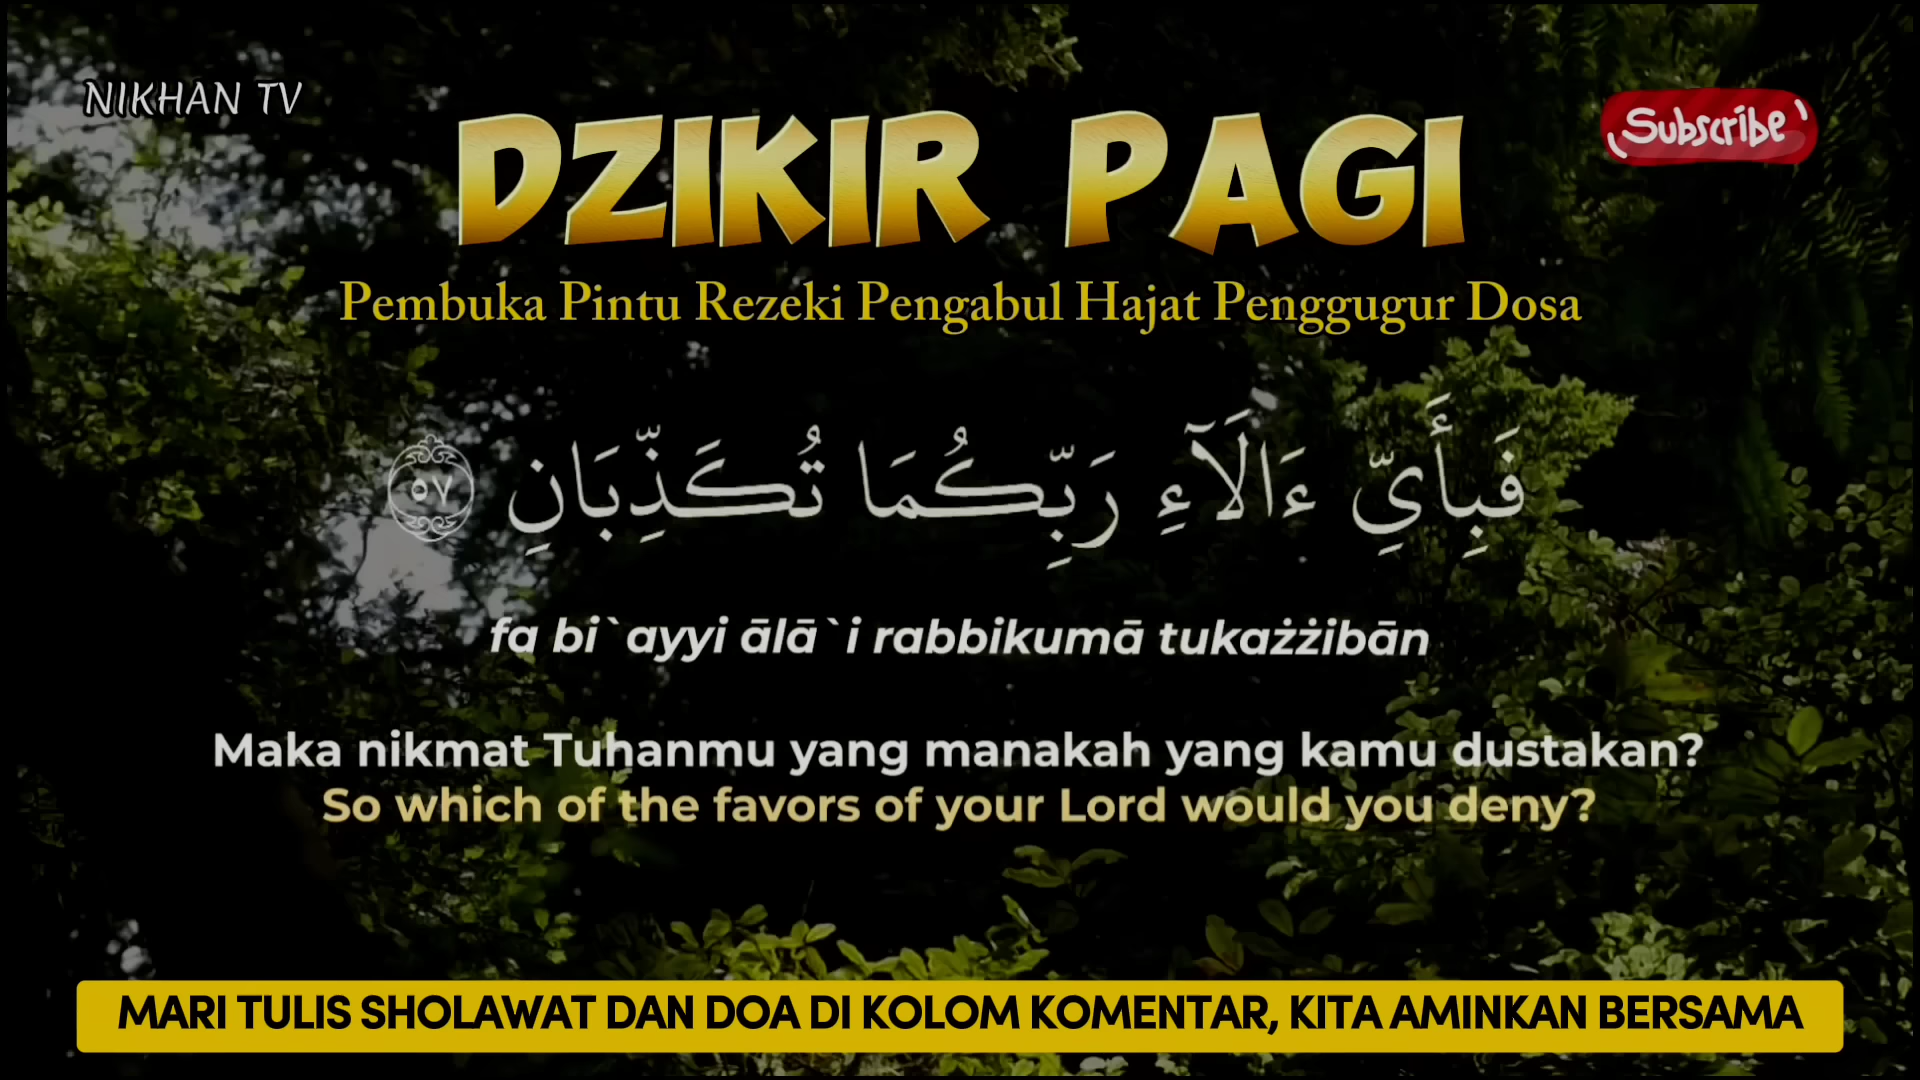 NIKHAN TV
Subscribe
DZIKIR PAGI
Pembuka Pintu Rezeki Pengabul Hajat Penggugur Dosa
فَبِأَيِّ ءَالَآءِ رَبِّكُمَا تُكَذِّبَانِ ٥٧
fa bi`ayyi ālā`i rabbikumā tukażżibān
Maka nikmat Tuhanmu yang manakah yang kamu dustakan?
So which of the favors of your Lord would you deny?
MARI TULIS SHOLAWAT DAN DOA DI KOLOM KOMENTAR, KITA AMINKAN BERSAMA